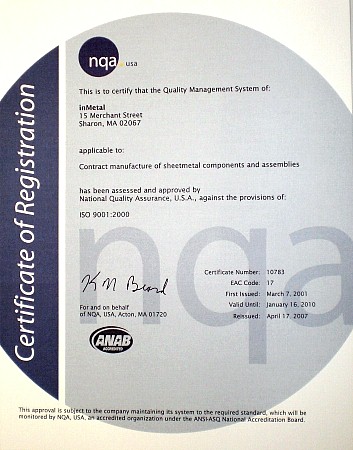 nqa.
usa
Certificate of Registration
This is to certify that the Quality Management System of:
inMetal
15 Merchant Street
Sharon, MA 02067
applicable to:
Contract manufacture of sheetmetal components and assemblies
has been assessed and approved by
National Quality Assurance, U.S.A., against the provisions of:
ISO 9001:2000
nqa
K N Beard
Certificate Number: 10783
EAC Code: 17
First Issued: March 7, 2001
Valid Until: January 16, 2010
Reissued: April 17, 2007
For and on behalf
of NQA, USA, Acton, MA 01720
ANAB
ACCREDITED
This approval is subject to the company maintaining its system to the required standard, which will be
monitored by NQA, USA, an accredited organization under the ANSI-ASQ National Accreditation Board.